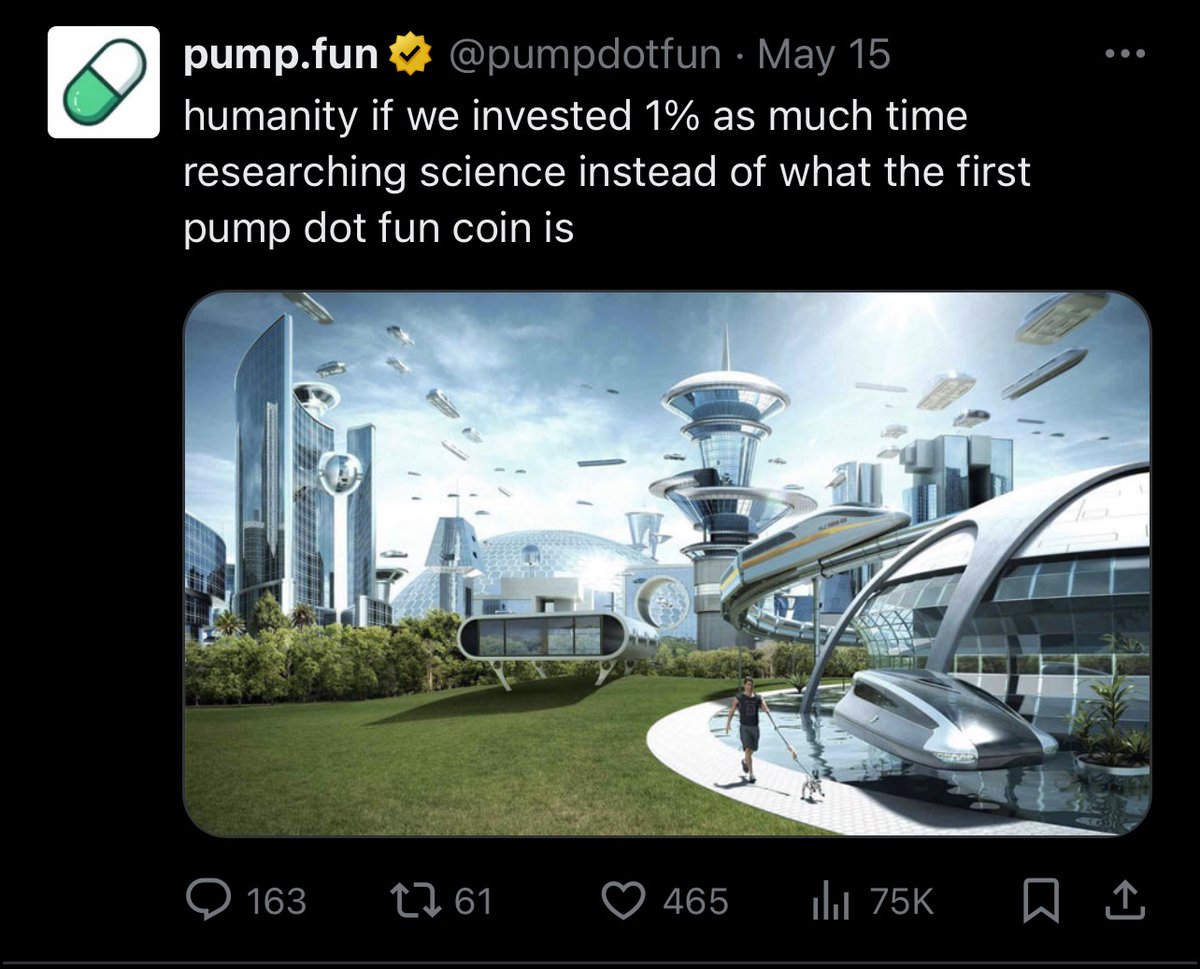 pump.fun @pumpdotfun · May 15
humanity if we invested 1% as much time
researching science instead of what the first
pump dot fun coin is
163 61 465 75K